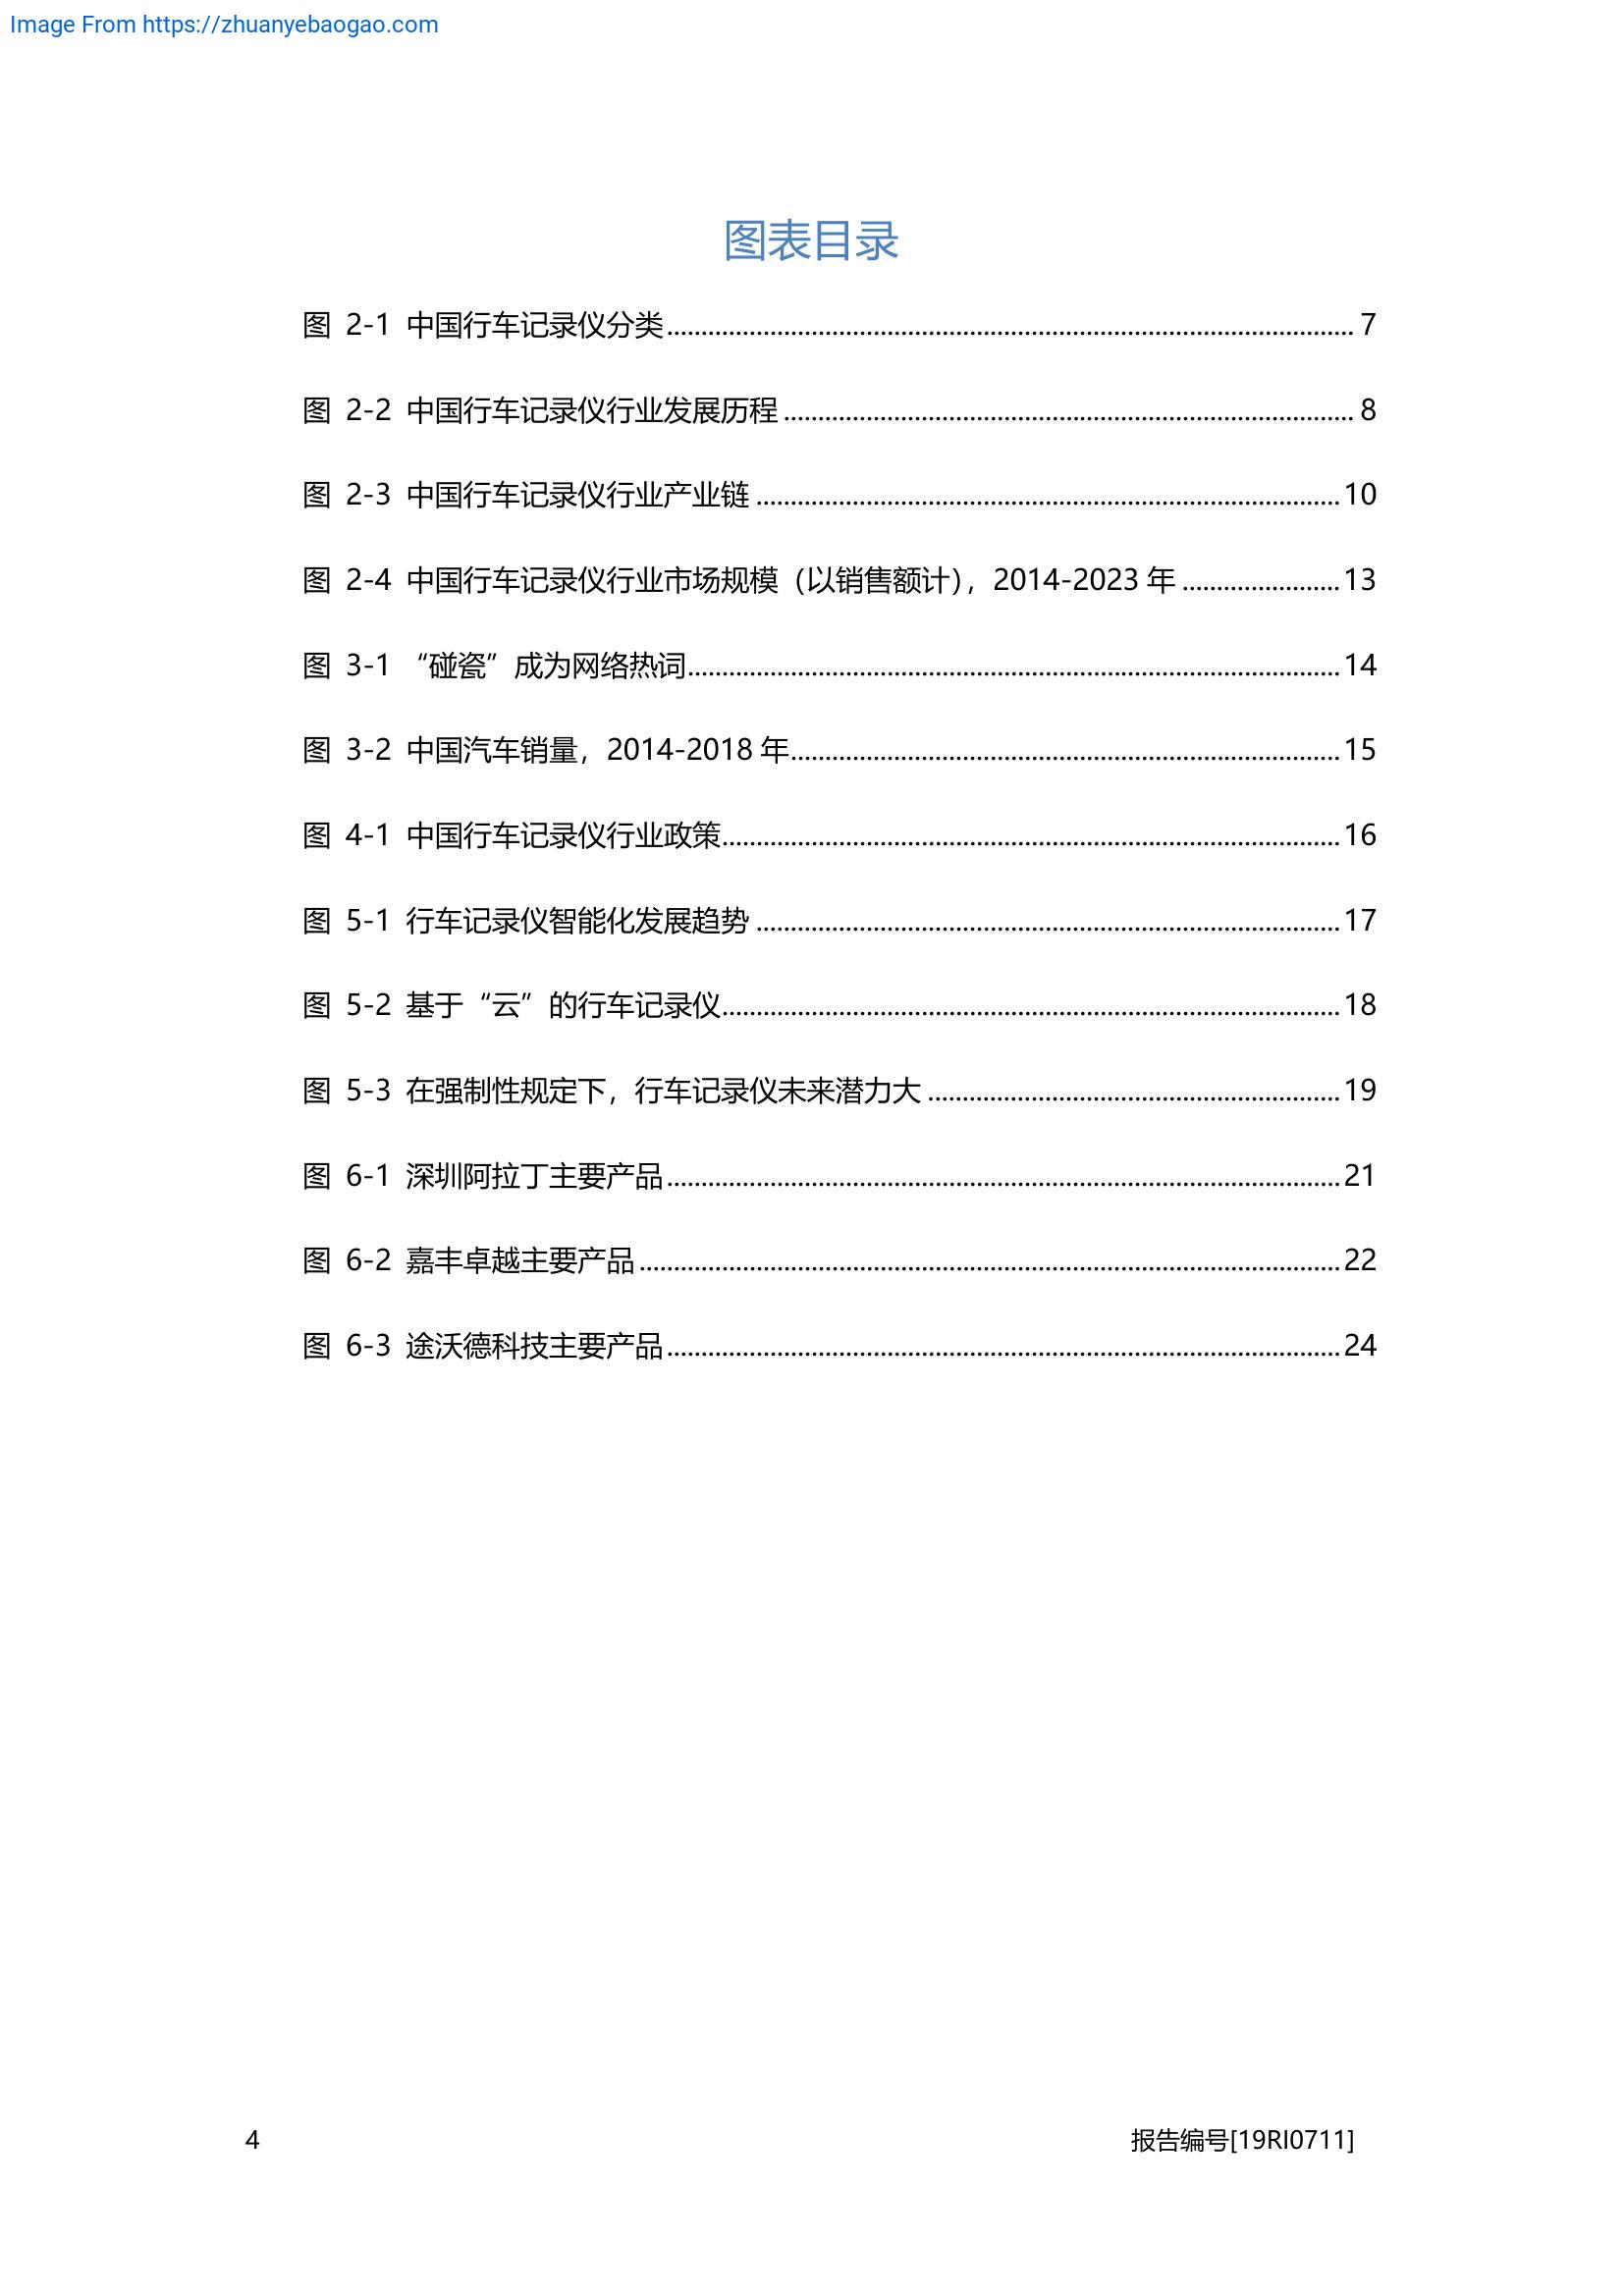 Image From https://zhuanyebaogao.com
图表目录
图 2-1 中国行车记录仪分类........................................ 7
图 2-2 中国行车记录仪行业发展历程........................................ 8
图 2-3 中国行车记录仪行业产业链........................................ 10
图 2-4 中国行车记录仪行业市场规模（以销售额计），2014-2023 年........................................ 13
图 3-1 “碰瓷”成为网络热词........................................ 14
图 3-2 中国汽车销量，2014-2018 年........................................ 15
图 4-1 中国行车记录仪行业政策........................................ 16
图 5-1 行车记录仪智能化发展趋势........................................ 17
图 5-2 基于“云”的行车记录仪........................................ 18
图 5-3 在强制性规定下，行车记录仪未来潜力大........................................ 19
图 6-1 深圳阿拉丁主要产品........................................ 21
图 6-2 嘉丰卓越主要产品........................................ 22
图 6-3 途沃德科技主要产品........................................ 24
4 报告编号[19RI0711]